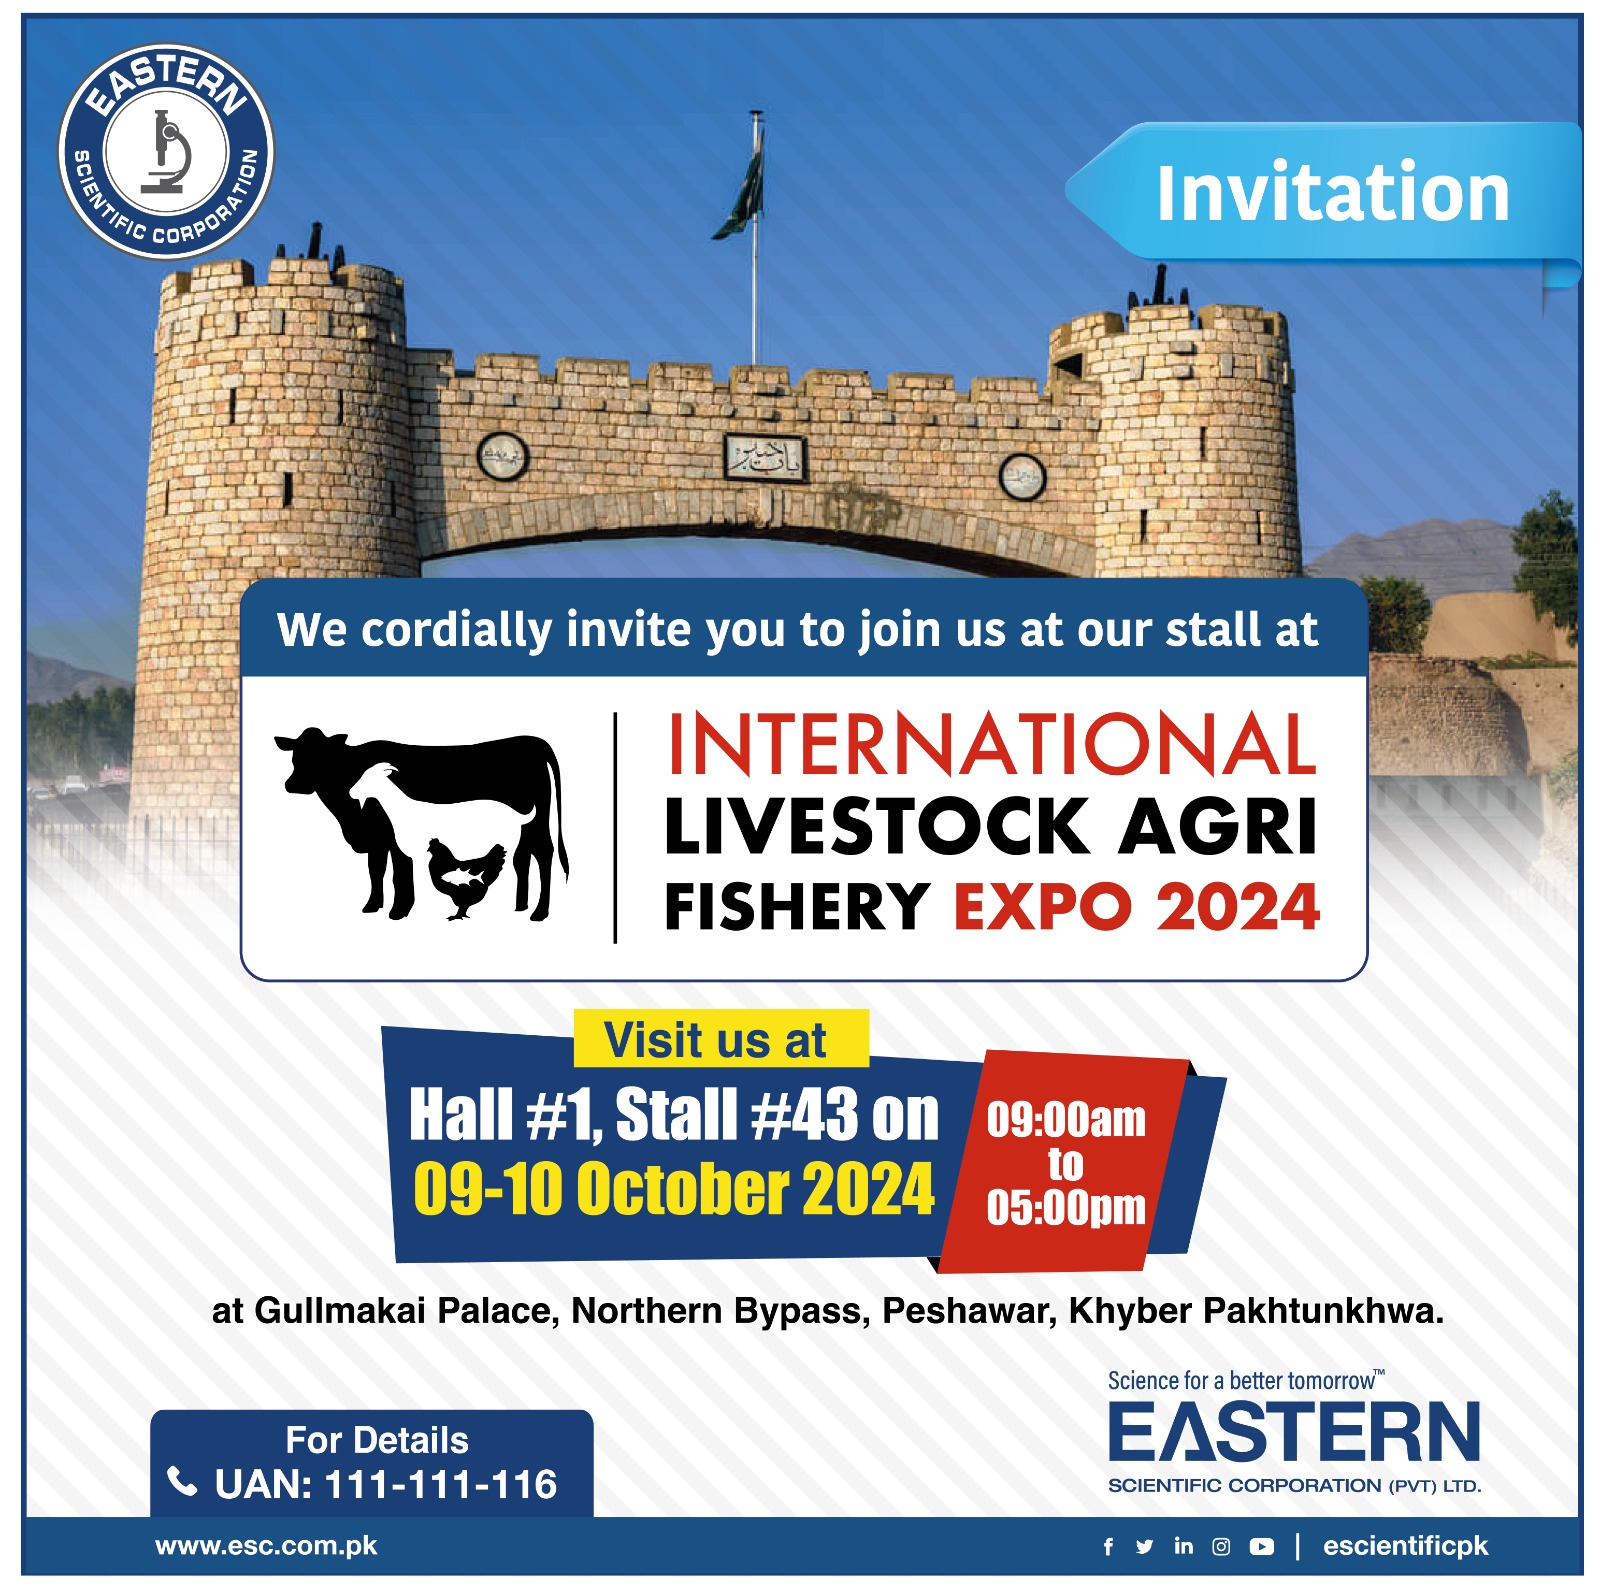 EASTERN
SCIENTIFIC CORPORATION
Invitation
باب خیبر
We cordially invite you to join us at our stall at
INTERNATIONAL
LIVESTOCK AGRI
FISHERY EXPO 2024
Visit us at
Hall #1, Stall #43 on
09-10 October 2024
09:00am
to
05:00pm
at Gullmakai Palace, Northern Bypass, Peshawar, Khyber Pakhtunkhwa.
Science for a better tomorrow™
EASTERN
SCIENTIFIC CORPORATION (PVT) LTD.
For Details
UAN: 111-111-116
www.esc.com.pk
escientificpk